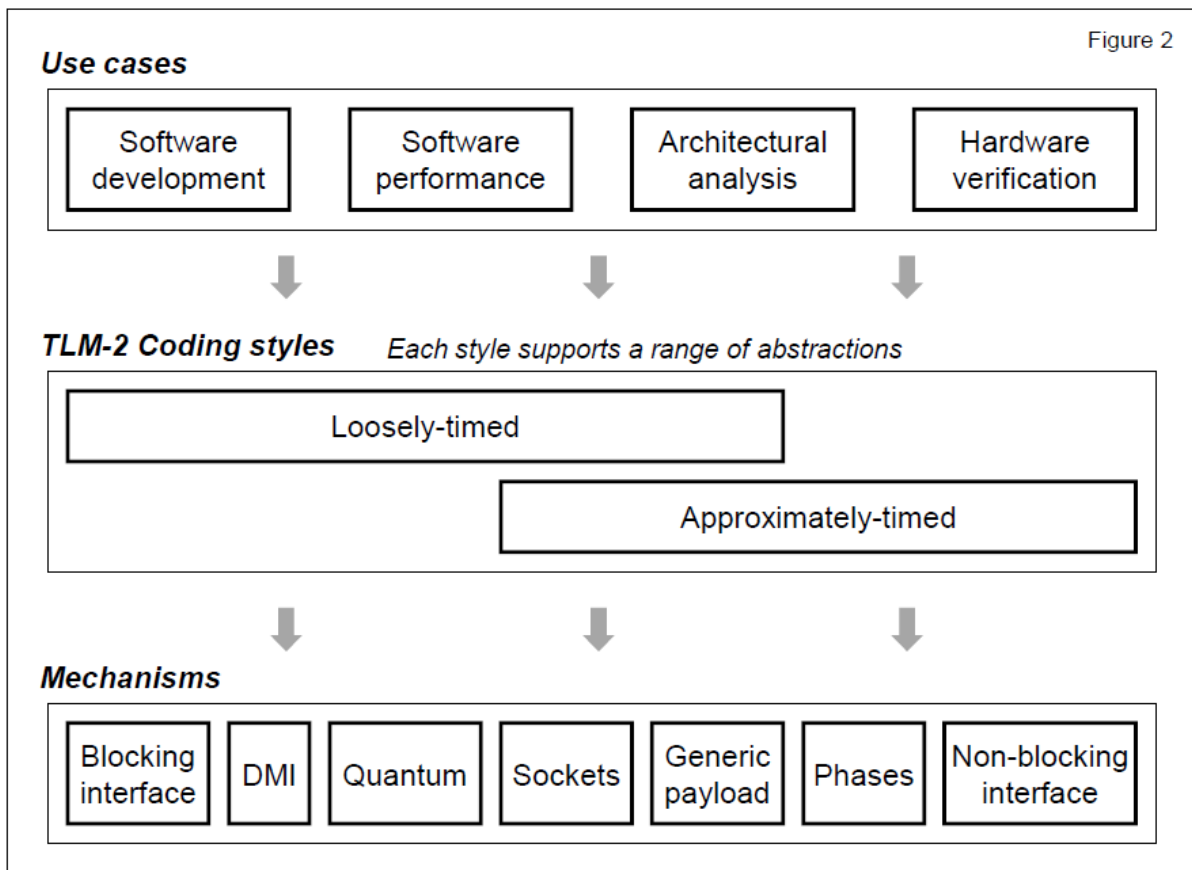 Figure 2
Use cases
Software
development
Software
performance
Architectural
analysis
Hardware
verification
TLM-2 Coding styles
Each style supports a range of abstractions
Loosely-timed
Approximately-timed
Mechanisms
Blocking
interface
DMI
Quantum
Sockets
Generic
payload
Phases
Non-blocking
interface